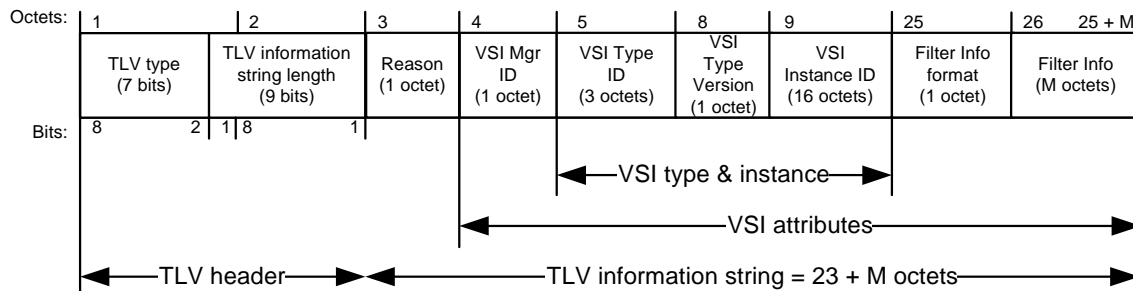 Octets: 1 2 3 4 5 8 9 25 26 25 + M
TLV type
(7 bits)
TLV information
string length
(9 bits)
Reason
(1 octet)
VSI Mgr
ID
(1 octet)
VSI Type
ID
(3 octets)
VSI
Type
Version
(1 octet)
VSI
Instance ID
(16 octets)
Filter Info
format
(1 octet)
Filter Info
(M octets)
Bits: 8 2 1 8 1
VSI type & instance
VSI attributes
TLV header
TLV information string = 23 + M octets